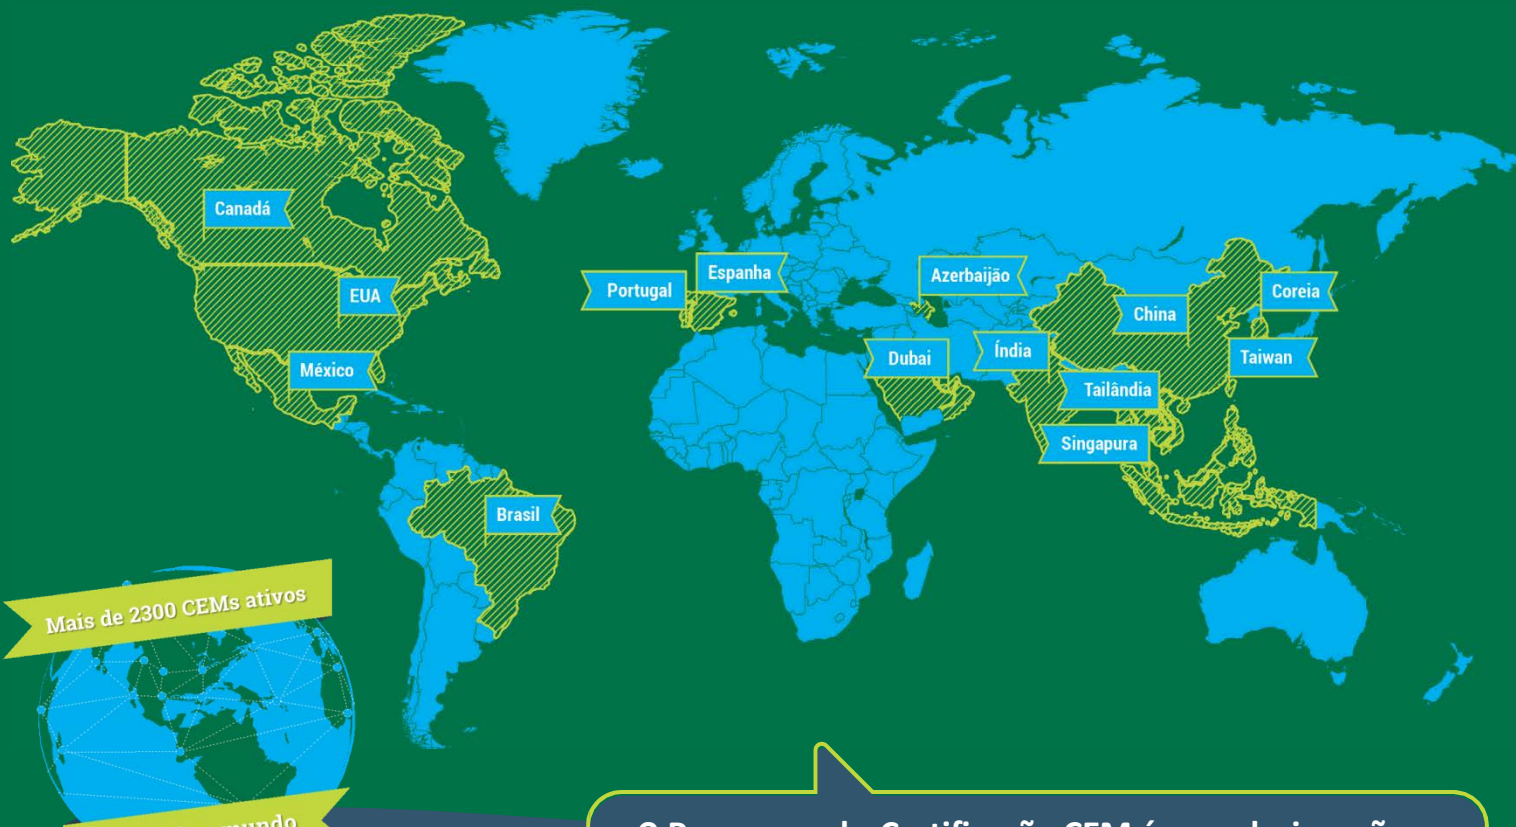 Canadá
EUA
México
Brasil
Portugal
Espanha
Azerbaijão
Dubai
Índia
China
Coreia
Taiwan
Tailândia
Singapura
Mais de 2300 CEMs ativos
mundo